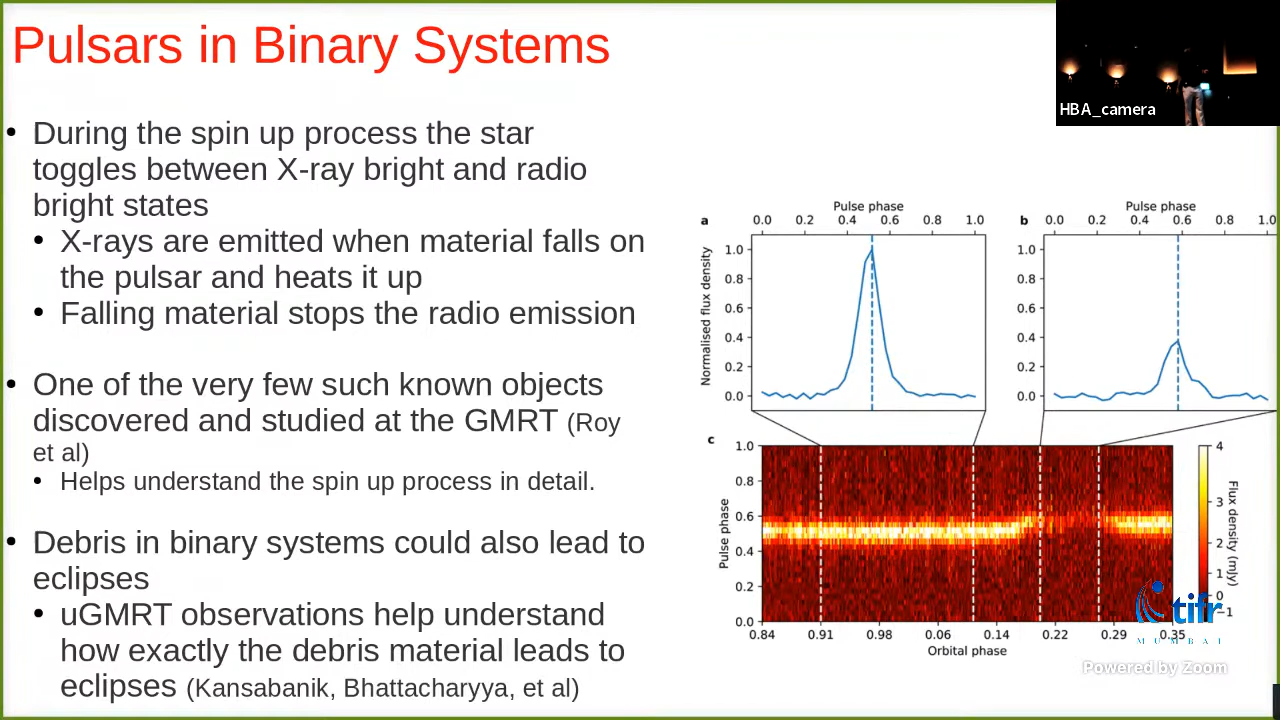 Pulsars in Binary Systems
HBA_camera
• During the spin up process the star
toggles between X-ray bright and radio
bright states
• X-rays are emitted when material falls on
the pulsar and heats it up
• Falling material stops the radio emission
• One of the very few such known objects
discovered and studied at the GMRT (Roy
et al)
• Helps understand the spin up process in detail.
• Debris in binary systems could also lead to
eclipses
• uGMRT observations help understand
how exactly the debris material leads to
eclipses (Kansabanik, Bhattacharyya, et al)
Pulse phase
a 0.0 0.2 0.4 0.6 0.8 1.0
Normalised flux density
1.0
0.8
0.6
0.4
0.2
0.0
Pulse phase
b 0.0 0.2 0.4 0.6 0.8 1.0
1.0
0.8
0.6
0.4
0.2
0.0
c
Pulse phase
1.0
0.8
0.6
0.4
0.2
0.0
0.84 0.91 0.98 0.06 0.14 0.22 0.29 0.35
Orbital phase
4
3
2
1
0
−1
Flux density (mJy)
tifr
MUMBAI
Powered by Zoom